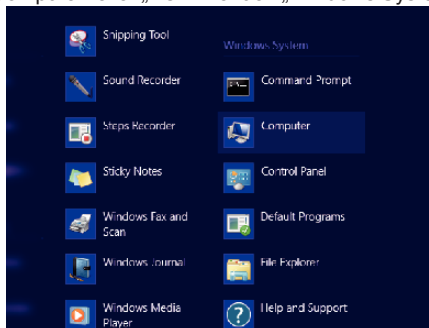 Snipping Tool
Sound Recorder
Steps Recorder
Sticky Notes
Windows Fax and
Scan
Windows Journal
Windows Media
Player
Windows System
Command Prompt
Computer
Control Panel
Default Programs
File Explorer
Help and Support